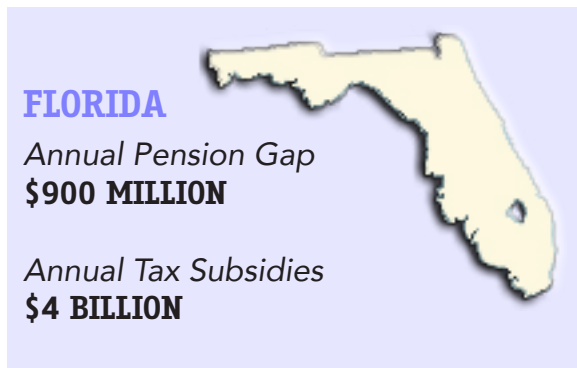 FLORIDA
Annual Pension Gap
$900 MILLION
Annual Tax Subsidies
$4 BILLION